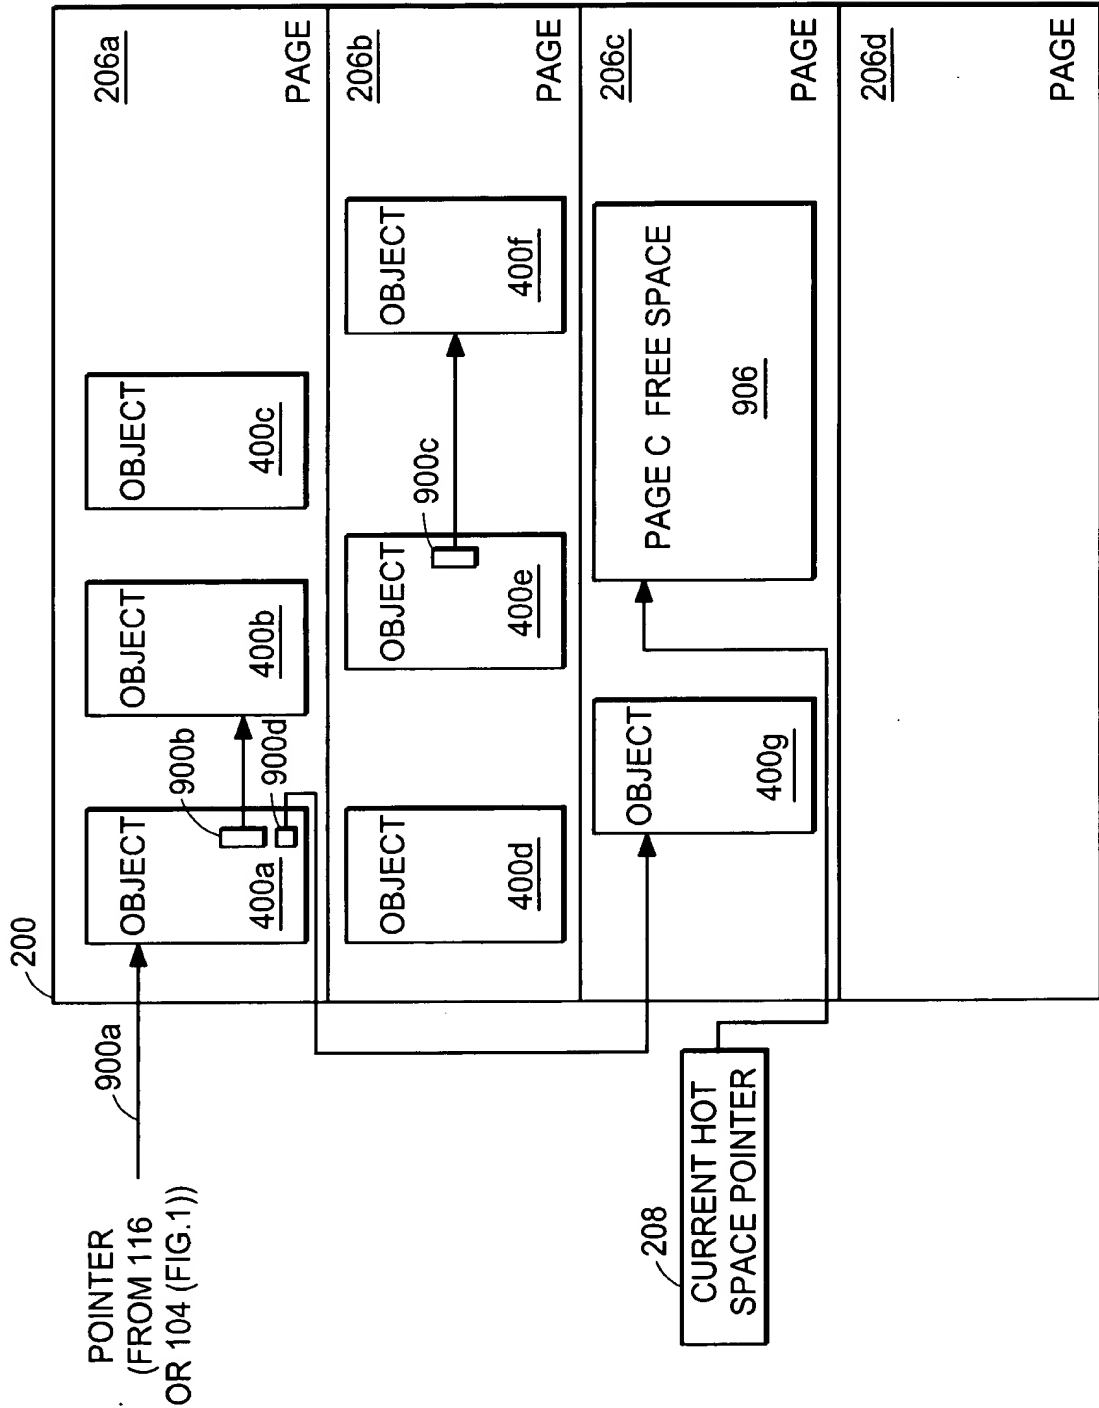 200
900a
POINTER
(FROM 116
OR 104 (FIG.1))
OBJECT
400a
900b
900d
OBJECT
400b
OBJECT
400c
206a
PAGE
OBJECT
400d
OBJECT
400e
900c
OBJECT
400f
206b
PAGE
OBJECT
400g
PAGE C FREE SPACE
906
206c
PAGE
208
CURRENT HOT
SPACE POINTER
206d
PAGE